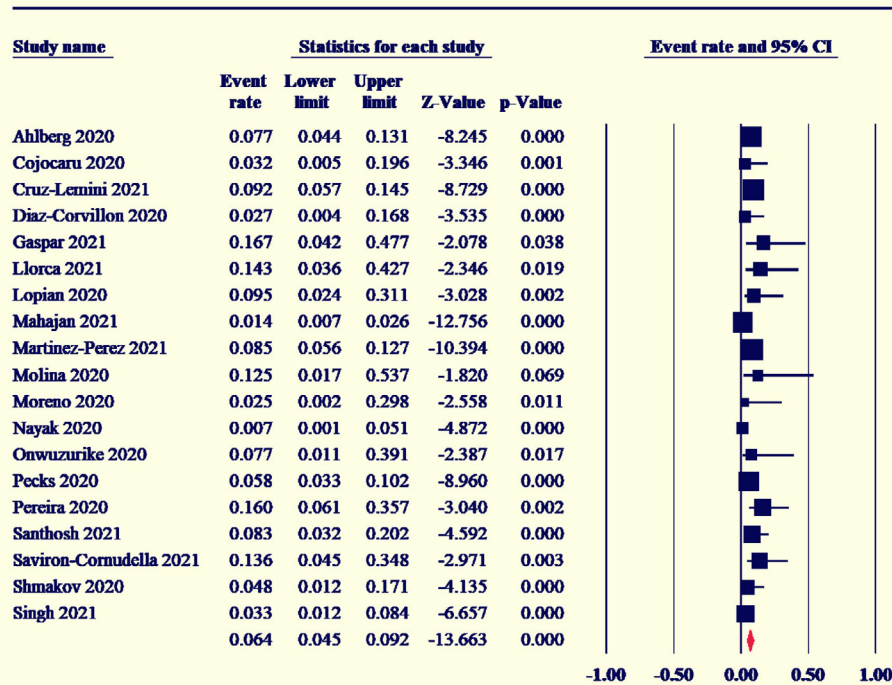 Study name Statistics for each study Event rate and 95% CI
Event Lower Upper
rate limit limit Z-Value p-Value
Ahlberg 2020 0.077 0.044 0.131 -8.245 0.000
Cojocaru 2020 0.032 0.005 0.196 -3.346 0.001
Cruz-Lemini 2021 0.092 0.057 0.145 -8.729 0.000
Diaz-Corvillon 2020 0.027 0.004 0.168 -3.535 0.000
Gaspar 2021 0.167 0.042 0.477 -2.078 0.038
Llorca 2021 0.143 0.036 0.427 -2.346 0.019
Lopian 2020 0.095 0.024 0.311 -3.028 0.002
Mahajan 2021 0.014 0.007 0.026 -12.756 0.000
Martinez-Perez 2021 0.085 0.056 0.127 -10.394 0.000
Molina 2020 0.125 0.017 0.537 -1.820 0.069
Moreno 2020 0.025 0.002 0.298 -2.558 0.011
Nayak 2020 0.007 0.001 0.051 -4.872 0.000
Onwuzurike 2020 0.077 0.011 0.391 -2.387 0.017
Pecks 2020 0.058 0.033 0.102 -8.960 0.000
Pereira 2020 0.160 0.061 0.357 -3.040 0.002
Santhosh 2021 0.083 0.032 0.202 -4.592 0.000
Saviron-Cornudella 2021 0.136 0.045 0.348 -2.971 0.003
Shmakov 2020 0.048 0.012 0.171 -4.135 0.000
Singh 2021 0.033 0.012 0.084 -6.657 0.000
0.064 0.045 0.092 -13.663 0.000
-1.00 -0.50 0.00 0.50 1.00